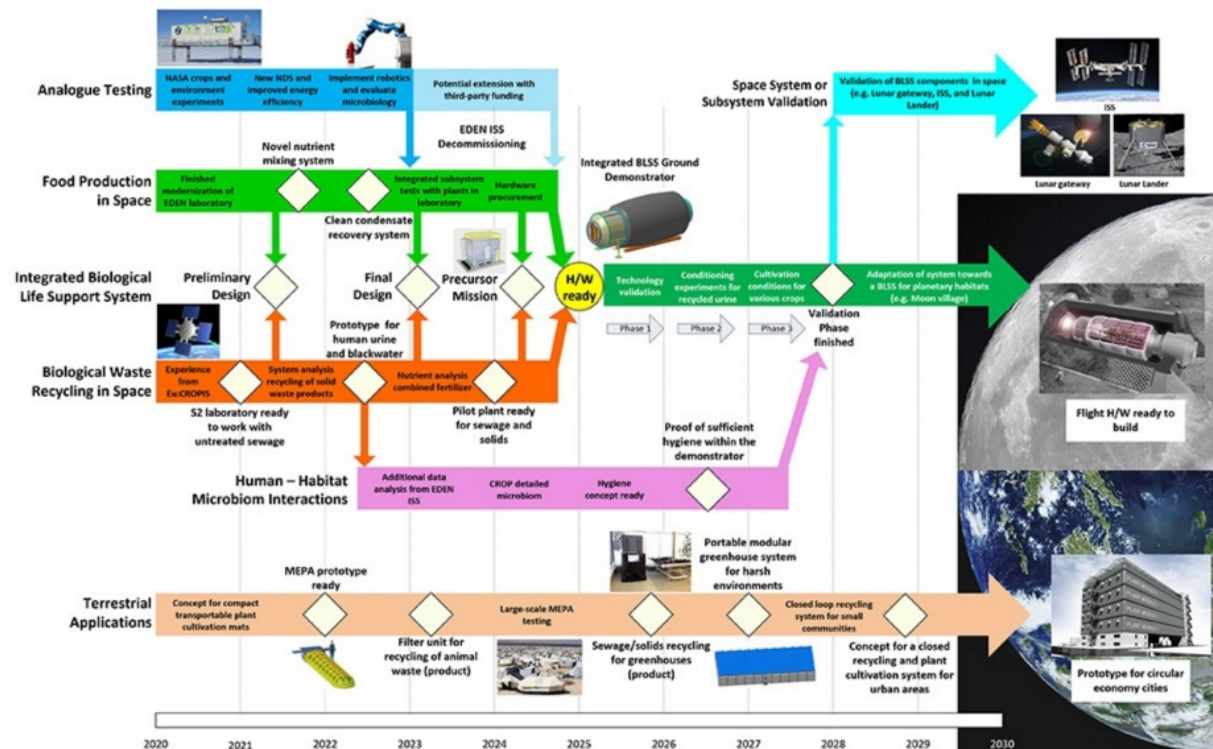 Analogue Testing
NASA crops and
environment
experiments
New NDS and
improved energy
efficiency
Implement robotics
and evaluate
microbiology
Potential extension with
third-party funding
EDEN ISS
Decommissioning
Space System or
Subsystem Validation
Validation of BLSS components in space
(e.g. Lunar gateway, ISS, and Lunar
Lander)
ISS
Lunar gateway
Lunar Lander
Food Production
in Space
Finished
modernization of
EDEN laboratory
Novel nutrient
mixing system
Clean condensate
recovery system
Integrated subsystem
tests with plants in
laboratory
Hardware
procurement
Integrated BLSS Ground
Demonstrator
Integrated Biological
Life Support System
Preliminary
Design
Final
Design
Precursor
Mission
H/W
ready
Technology
validation
Conditioning
experiments for
recycled urine
Cultivation
conditions for
various crops
Adaptation of system towards
a BLSS for planetary habitats
(e.g. Moon village)
Phase 1
Phase 2
Phase 3
Validation
Phase
finished
Flight H/W ready to
build
Biological Waste
Recycling in Space
Experience
from
Eu:CROPIS
S2 laboratory ready
to work with
untreated sewage
System analysis
recycling of solid
waste products
Prototype for
human urine
and blackwater
Nutrient analysis
combined fertilizer
Pilot plant ready
for sewage and
solids
Human – Habitat
Microbiom Interactions
Additional data
analysis from EDEN
ISS
CROP detailed
microbiom
Hygiene
concept ready
Proof of sufficient
hygiene within the
demonstrator
Terrestrial
Applications
Concept for compact
transportable plant
cultivation mats
MEPA prototype
ready
Filter unit for
recycling of animal
waste (product)
Large-scale MEPA
testing
Sewage/solids recycling
for greenhouses
(product)
Portable modular
greenhouse system
for harsh
environments
Closed loop recycling
system for small
communities
Concept for a closed
recycling and plant
cultivation system for
urban areas
Prototype for circular
economy cities
2020
2021
2022
2023
2024
2025
2026
2027
2028
2029
2030